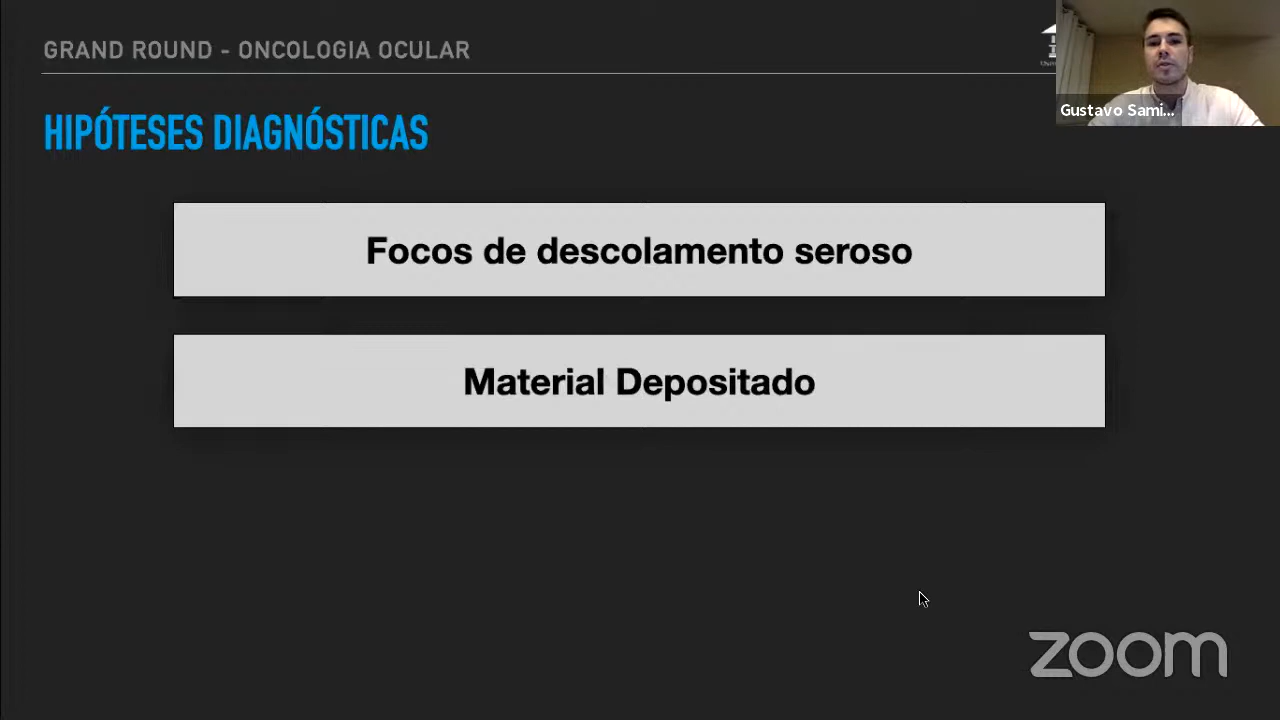 GRAND ROUND - ONCOLOGIA OCULAR
Gustavo Sami...
HIPÓTESES DIAGNÓSTICAS
Focos de descolamento seroso
Material Depositado
zoom